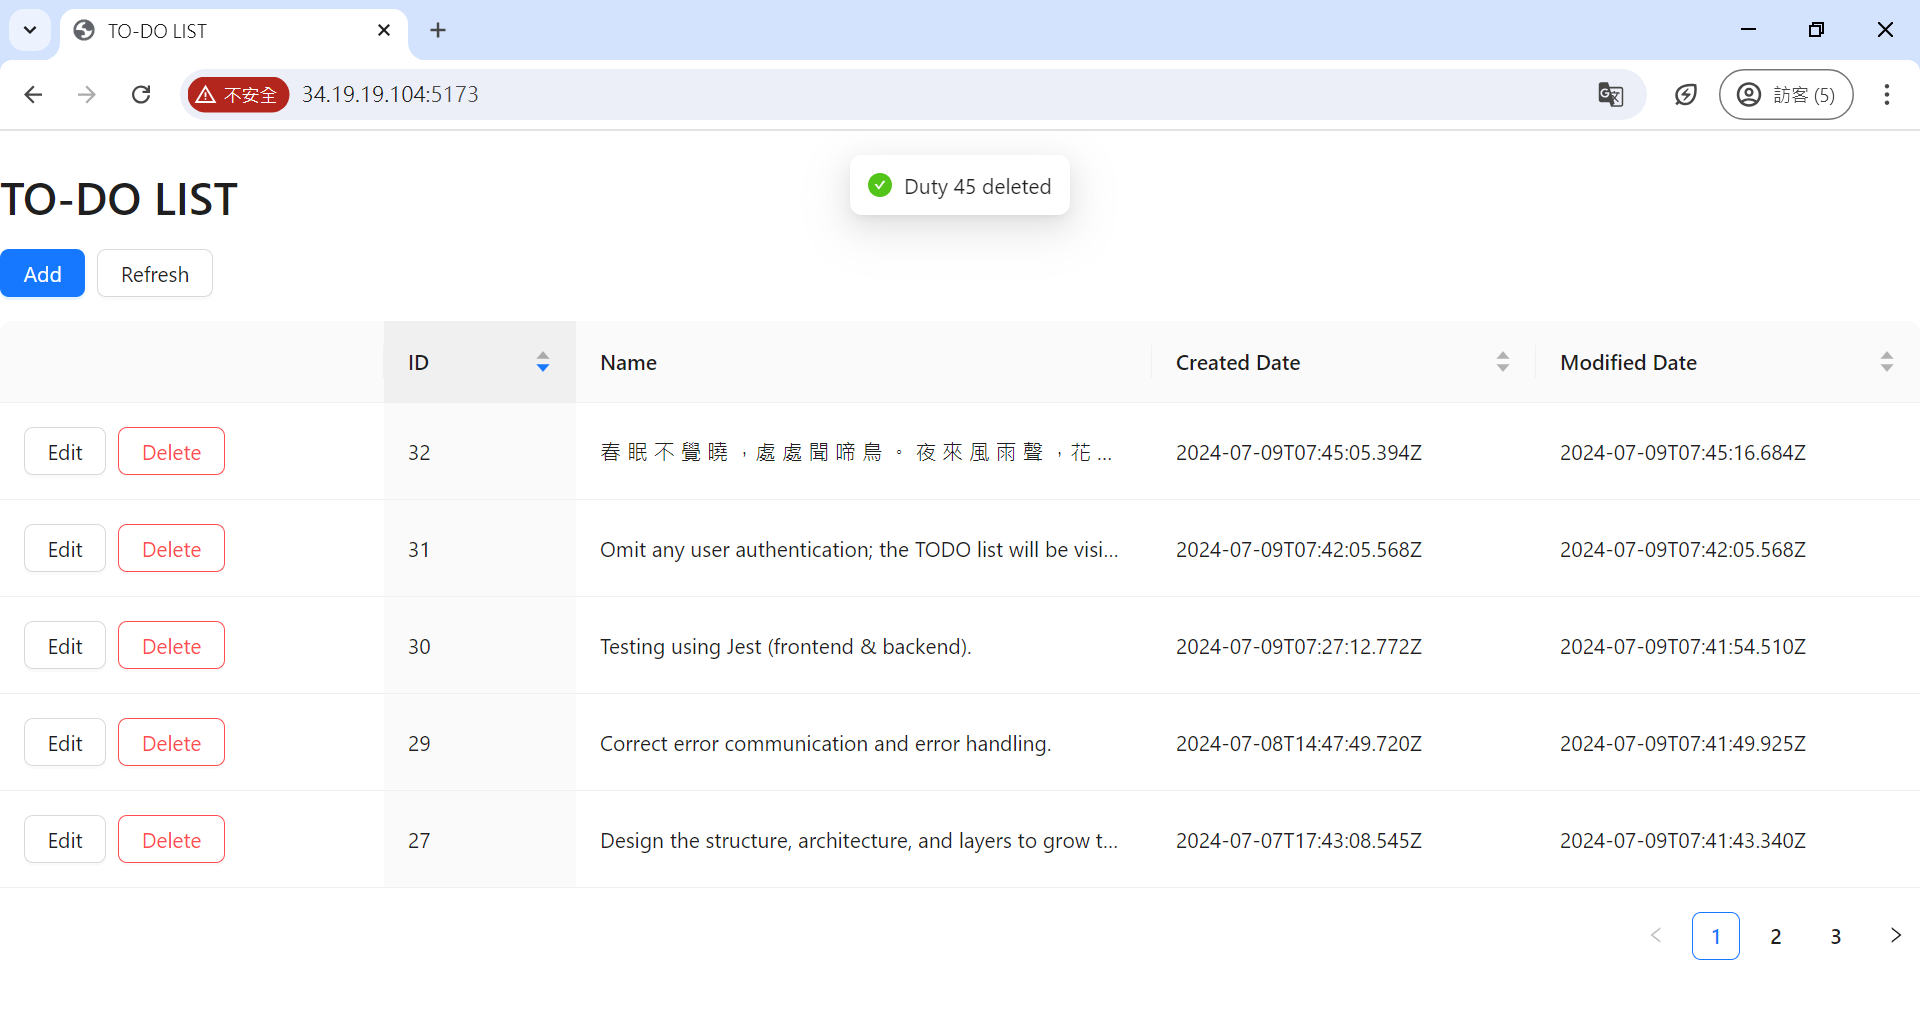 TO-DO LIST
不安全 34.19.19.104:5173 訪客 (5)
Duty 45 deleted
TO-DO LIST
Add Refresh
ID Name Created Date Modified Date
Edit Delete 32 春眠不覺曉，處處聞啼鳥。夜來風雨聲，花... 2024-07-09T07:45:05.394Z 2024-07-09T07:45:16.684Z
Edit Delete 31 Omit any user authentication; the TODO list will be visi... 2024-07-09T07:42:05.568Z 2024-07-09T07:42:05.568Z
Edit Delete 30 Testing using Jest (frontend & backend). 2024-07-09T07:27:12.772Z 2024-07-09T07:41:54.510Z
Edit Delete 29 Correct error communication and error handling. 2024-07-08T14:47:49.720Z 2024-07-09T07:41:49.925Z
Edit Delete 27 Design the structure, architecture, and layers to grow t... 2024-07-07T17:43:08.545Z 2024-07-09T07:41:43.340Z
1 2 3